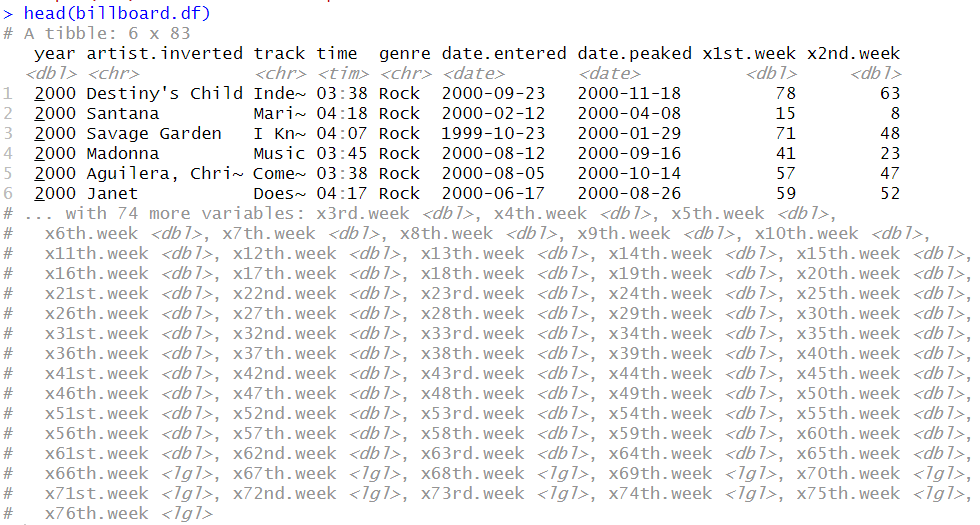 > head(billboard.df)
# A tibble: 6 x 83
   year artist.inverted track time  genre date.entered date.peaked x1st.week x2nd.week
  <dbl> <chr>           <chr> <tim> <chr> <date>       <date>          <dbl>     <dbl>
1  2000 Destiny's Child Inde~ 03:38 Rock  2000-09-23   2000-11-18         78        63
2  2000 Santana         Mari~ 04:18 Rock  2000-02-12   2000-04-08         15         8
3  2000 Savage Garden   I Kn~ 04:07 Rock  1999-10-23   2000-01-29         71        48
4  2000 Madonna         Music 03:45 Rock  2000-08-12   2000-09-16         41        23
5  2000 Aguilera, Chri~ Come~ 03:38 Rock  2000-08-05   2000-10-14         57        47
6  2000 Janet           Does~ 04:17 Rock  2000-06-17   2000-08-26         59        52
# ... with 74 more variables: x3rd.week <dbl>, x4th.week <dbl>, x5th.week <dbl>,
#   x6th.week <dbl>, x7th.week <dbl>, x8th.week <dbl>, x9th.week <dbl>, x10th.week <dbl>,
#   x11th.week <dbl>, x12th.week <dbl>, x13th.week <dbl>, x14th.week <dbl>, x15th.week <dbl>,
#   x16th.week <dbl>, x17th.week <dbl>, x18th.week <dbl>, x19th.week <dbl>, x20th.week <dbl>,
#   x21st.week <dbl>, x22nd.week <dbl>, x23rd.week <dbl>, x24th.week <dbl>, x25th.week <dbl>,
#   x26th.week <dbl>, x27th.week <dbl>, x28th.week <dbl>, x29th.week <dbl>, x30th.week <dbl>,
#   x31st.week <dbl>, x32nd.week <dbl>, x33rd.week <dbl>, x34th.week <dbl>, x35th.week <dbl>,
#   x36th.week <dbl>, x37th.week <dbl>, x38th.week <dbl>, x39th.week <dbl>, x40th.week <dbl>,
#   x41st.week <dbl>, x42nd.week <dbl>, x43rd.week <dbl>, x44th.week <dbl>, x45th.week <dbl>,
#   x46th.week <dbl>, x47th.week <dbl>, x48th.week <dbl>, x49th.week <dbl>, x50th.week <dbl>,
#   x51st.week <dbl>, x52nd.week <dbl>, x53rd.week <dbl>, x54th.week <dbl>, x55th.week <dbl>,
#   x56th.week <dbl>, x57th.week <dbl>, x58th.week <dbl>, x59th.week <dbl>, x60th.week <dbl>,
#   x61st.week <dbl>, x62nd.week <dbl>, x63rd.week <dbl>, x64th.week <dbl>, x65th.week <dbl>,
#   x66th.week <lgl>, x67th.week <lgl>, x68th.week <lgl>, x69th.week <lgl>, x70th.week <lgl>,
#   x71st.week <lgl>, x72nd.week <lgl>, x73rd.week <lgl>, x74th.week <lgl>, x75th.week <lgl>,
#   x76th.week <lgl>